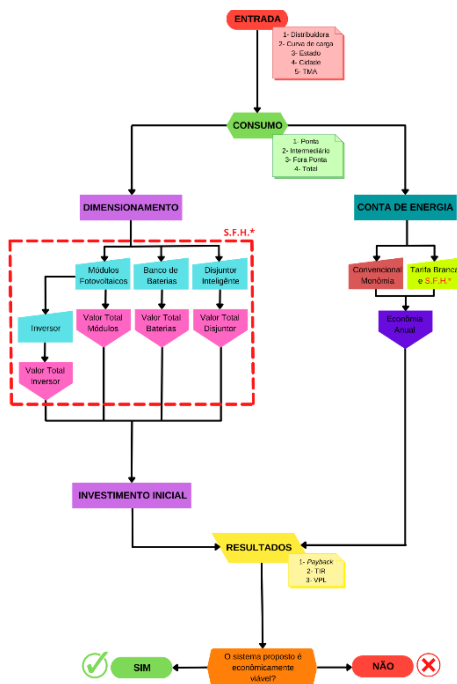 ENTRADA
1- Distribuidora
2- Curva de carga
3- Estado
4- Cidade
5- TMA
CONSUMO
1- Ponta
2- Intermediário
3- Fora Ponta
4- Total
DIMENSIONAMENTO
CONTA DE ENERGIA
S.F.H.*
Módulos
Fotovoltaicos
Banco de
Baterias
Disjuntor
Inteligênte
Convencional
Monômia
Tarifa Branca
e S.F.H.*
Inversor
Valor Total
Módulos
Valor Total
Baterias
Valor Total
Disjuntor
Econômia
Anual
Valor Total
Inversor
INVESTIMENTO INICIAL
RESULTADOS
1- Payback
2- TIR
3- VPL
O sistema proposto é
econômicamente
viável?
SIM
NÃO